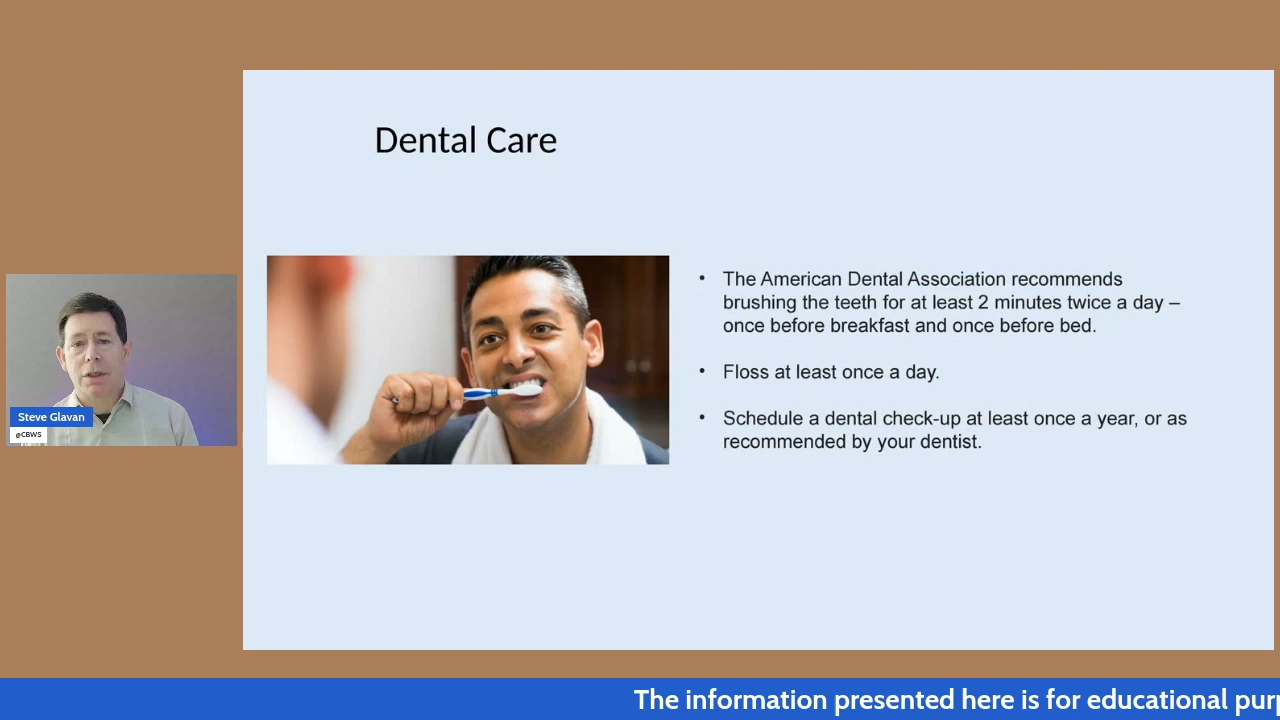 Dental Care
• The American Dental Association recommends
brushing the teeth for at least 2 minutes twice a day –
once before breakfast and once before bed.
• Floss at least once a day.
• Schedule a dental check-up at least once a year, or as
recommended by your dentist.
Steve Glavan
@CBWS
The information presented here is for educational pur